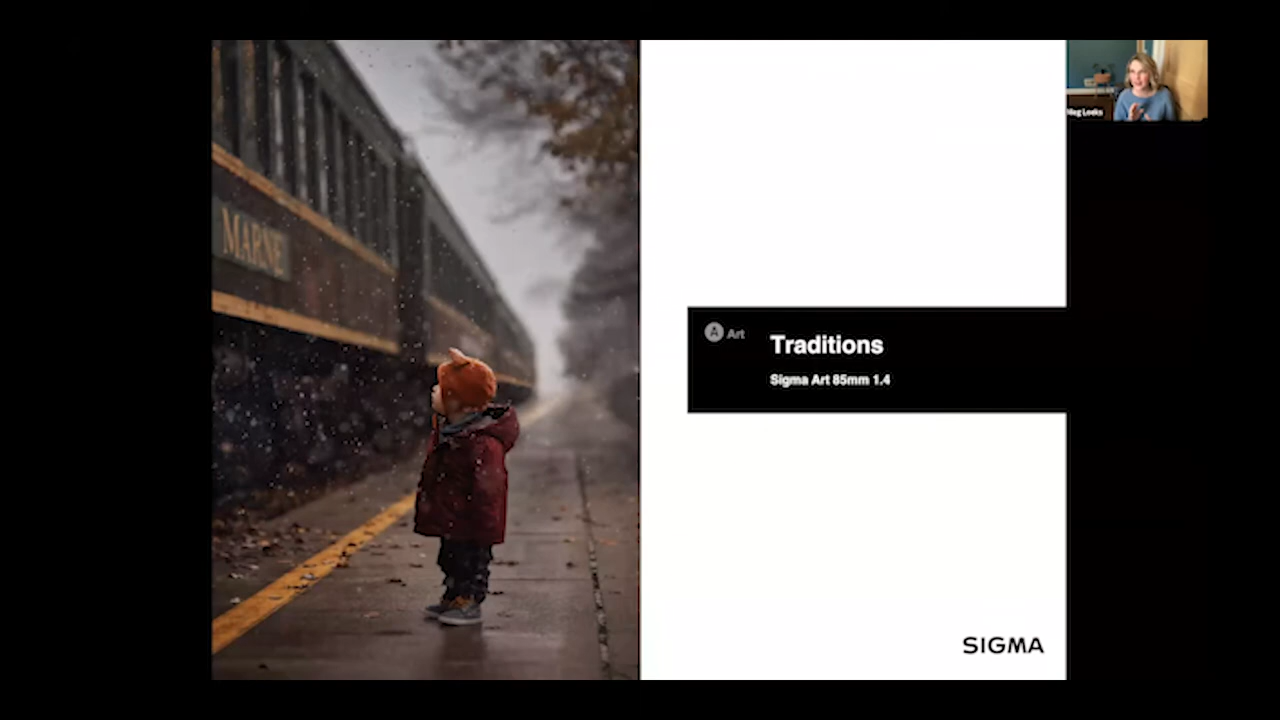 MARNE
A Art
Traditions
Sigma Art 85mm 1.4
SIGMA
Meg Loeks